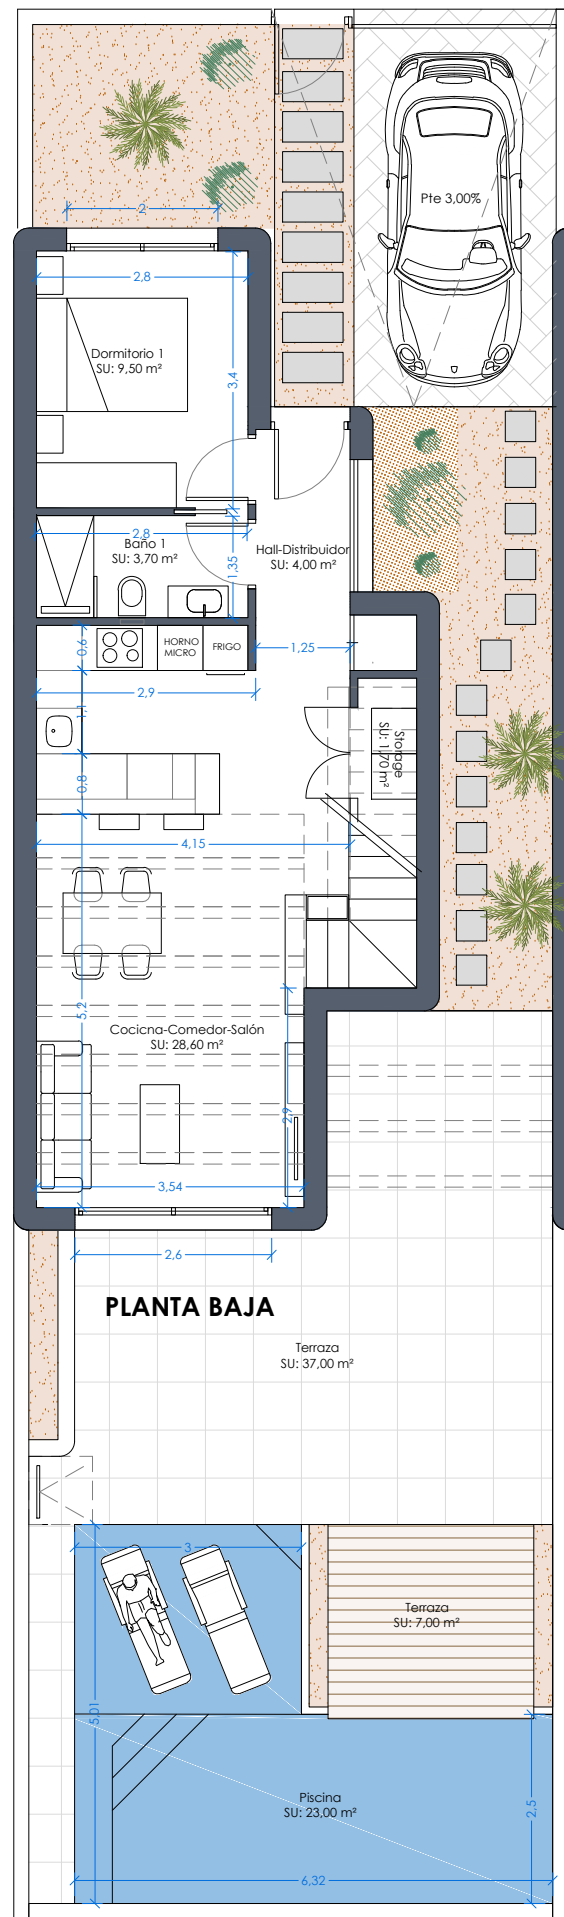 Pte 3,00%
2
2,8
Dormitorio 1
SU: 9,50 m²
3,4
2,8
Baño 1
SU: 3,70 m²
1,35
Hall-Distribuidor
SU: 4,00 m²
0,6
HORNO
MICRO
FRIGO
1,25
2,9
1,1
Storage
SU: 1,70 m²
0,8
4,15
5,2
Cocicna-Comedor-Salón
SU: 28,60 m²
2,9
3,54
2,6
PLANTA BAJA
Terraza
SU: 37,00 m²
3
Terraza
SU: 7,00 m²
5,01
Piscina
SU: 23,00 m²
2,5
6,32